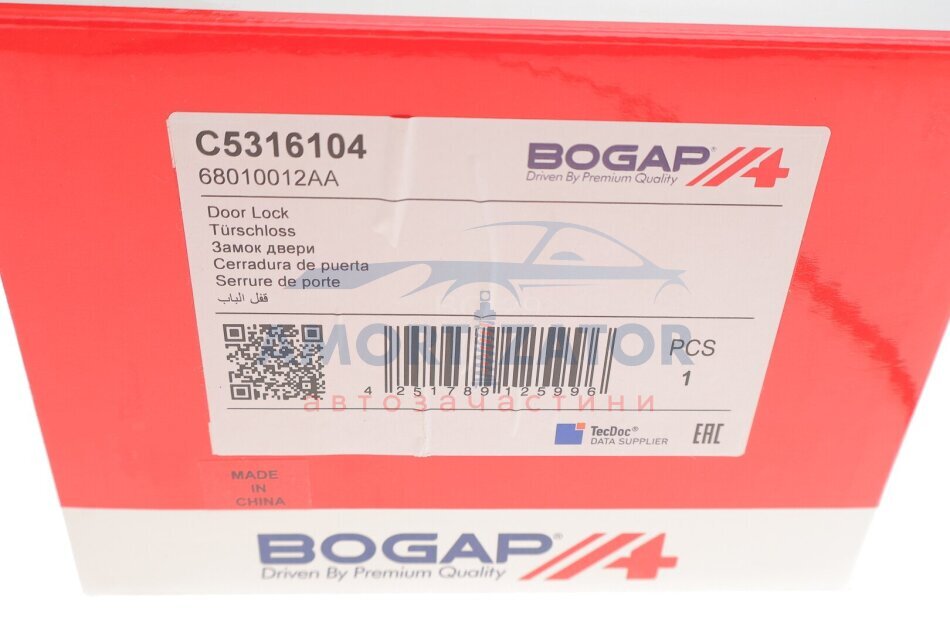 C5316104
68010012AA
BOGAP
Driven By Premium Quality
Door Lock
Türschloss
Замок двери
Cerradura de puerta
Serrure de porte
قفل الباب
AMORTIZATOR
автозапчастини
4 251789 125996
PCS
1
TecDoc®
DATA SUPPLIER
EAC
MADE
IN
CHINA
BOGAP
Driven By Premium Quality